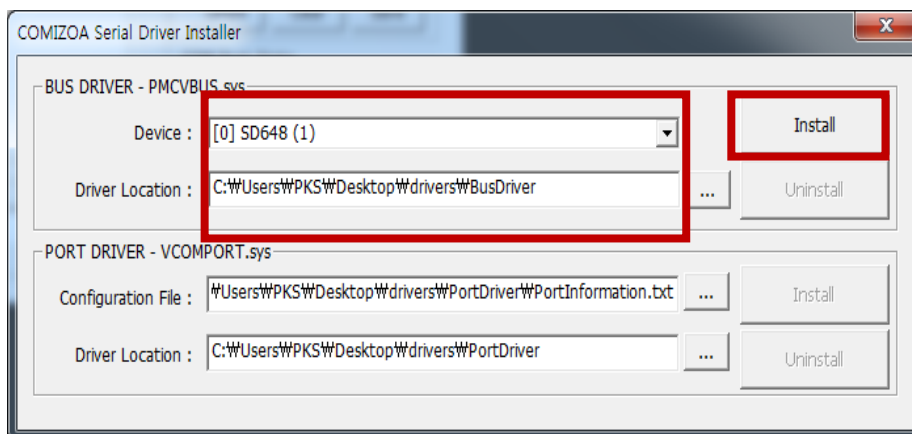 COMIZOA Serial Driver Installer
BUS DRIVER - PMCVBUS.sys
Device : [0] SD648 (1)
Install
Driver Location : C:₩Users₩PKS₩Desktop₩drivers₩BusDriver ... Uninstall
PORT DRIVER - VCOMPORT.sys
Configuration File : ₩Users₩PKS₩Desktop₩drivers₩PortDriver₩PortInformation.txt ... Install
Driver Location : C:₩Users₩PKS₩Desktop₩drivers₩PortDriver ... Uninstall